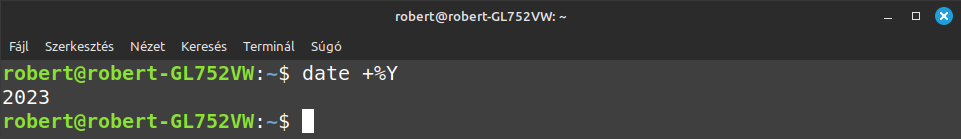 robert@robert-GL752VW: ~
Fájl Szerkesztés Nézet Keresés Terminál Súgó
robert@robert-GL752VW:~$ date +%Y
2023
robert@robert-GL752VW:~$